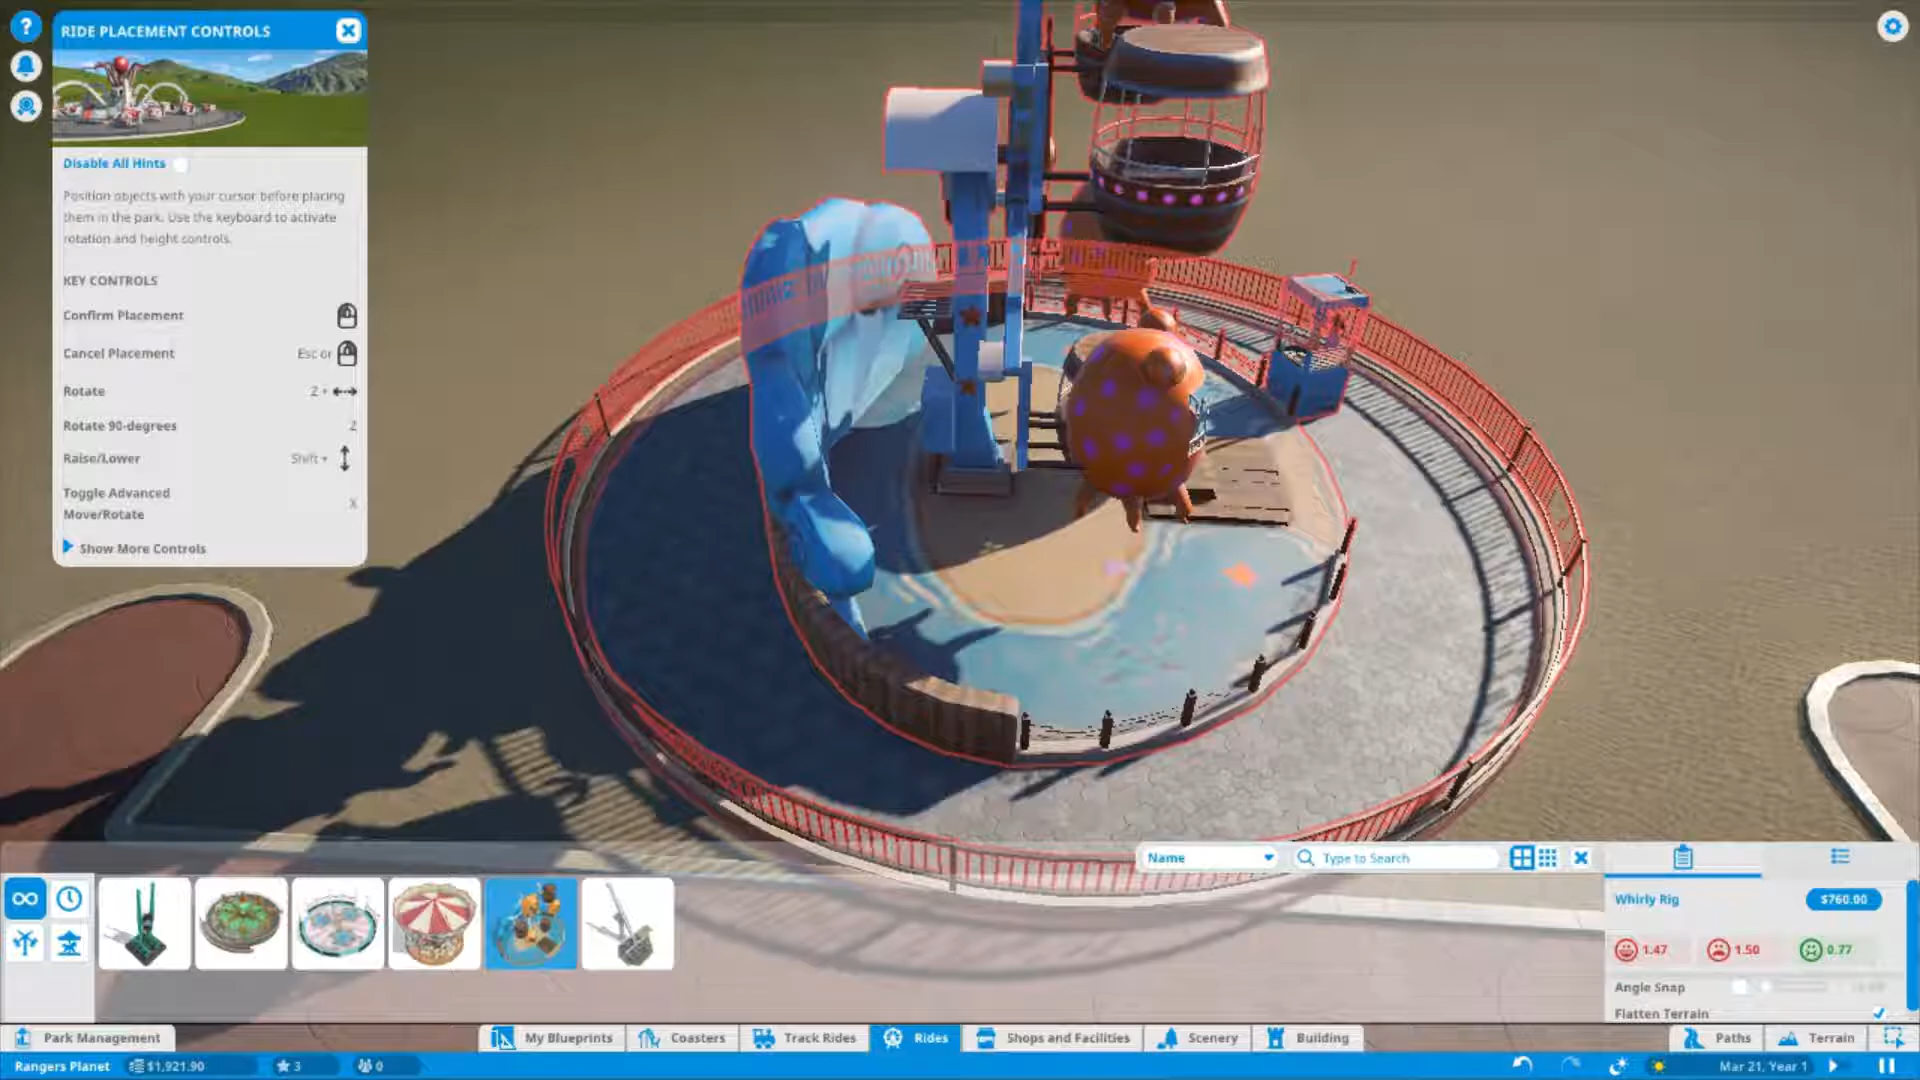 ?
RIDE PLACEMENT CONTROLS
Disable All Hints
Position objects with your cursor before placing
them in the park. Use the keyboard to activate
rotation and height controls.
KEY CONTROLS
Confirm Placement
Cancel Placement Esc or
Rotate Z +
Rotate 90-degrees Z
Raise/Lower Shift +
Toggle Advanced
Move/Rotate X
Show More Controls
Name
Type to Search
Whirly Rig $760.00
1.47 1.50 0.77
Angle Snap
Flatten Terrain
Park Management My Blueprints Coasters Track Rides Rides Shops and Facilities Scenery Building Paths Terrain
Rangers Planet $1,921.90 3 0 Mar 21, Year 1